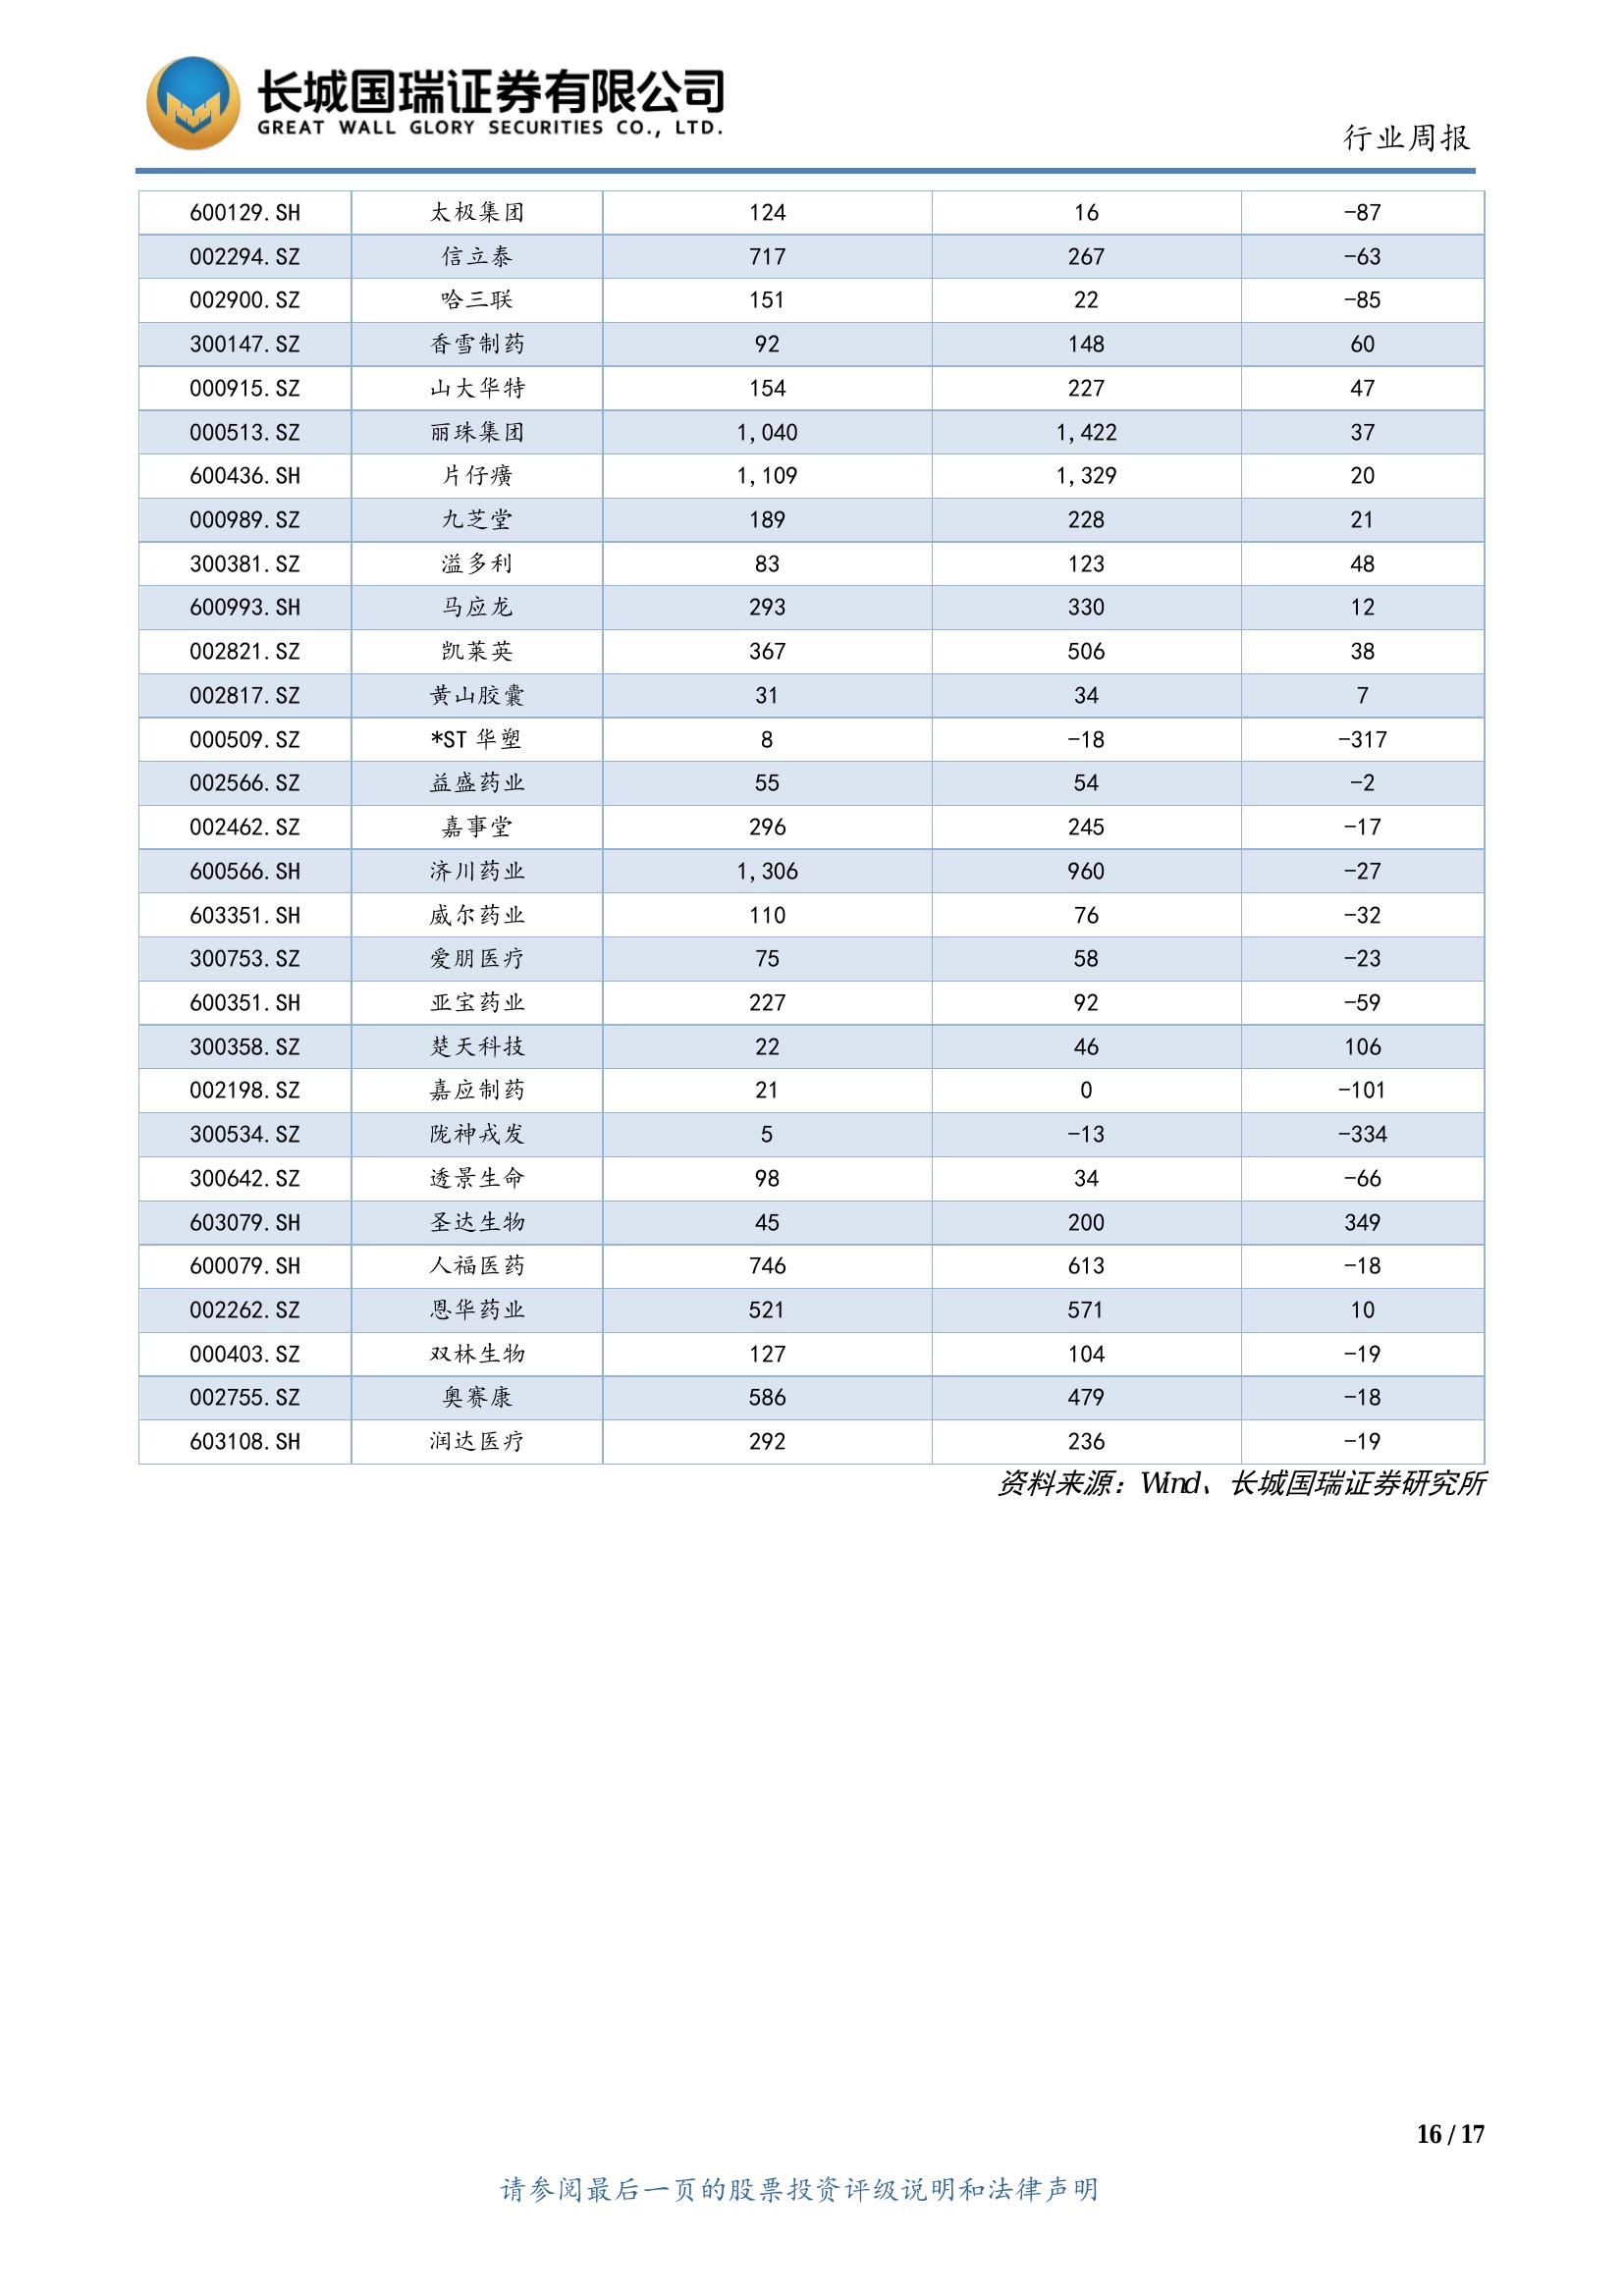 长城国瑞证券有限公司
GREAT WALL GLORY SECURITIES CO., LTD.
行业周报
600129.SH 太极集团 124 16 -87
002294.SZ 信立泰 717 267 -63
002900.SZ 哈三联 151 22 -85
300147.SZ 香雪制药 92 148 60
000915.SZ 山大华特 154 227 47
000513.SZ 丽珠集团 1,040 1,422 37
600436.SH 片仔癀 1,109 1,329 20
000989.SZ 九芝堂 189 228 21
300381.SZ 溢多利 83 123 48
600993.SH 马应龙 293 330 12
002821.SZ 凯莱英 367 506 38
002817.SZ 黄山胶囊 31 34 7
000509.SZ *ST 华塑 8 -18 -317
002566.SZ 益盛药业 55 54 -2
002462.SZ 嘉事堂 296 245 -17
600566.SH 济川药业 1,306 960 -27
603351.SH 威尔药业 110 76 -32
300753.SZ 爱朋医疗 75 58 -23
600351.SH 亚宝药业 227 92 -59
300358.SZ 楚天科技 22 46 106
002198.SZ 嘉应制药 21 0 -101
300534.SZ 陇神戎发 5 -13 -334
300642.SZ 透景生命 98 34 -66
603079.SH 圣达生物 45 200 349
600079.SH 人福医药 746 613 -18
002262.SZ 恩华药业 521 571 10
000403.SZ 双林生物 127 104 -19
002755.SZ 奥赛康 586 479 -18
603108.SH 润达医疗 292 236 -19
资料来源：Wind、长城国瑞证券研究所
16 / 17
请参阅最后一页的股票投资评级说明和法律声明